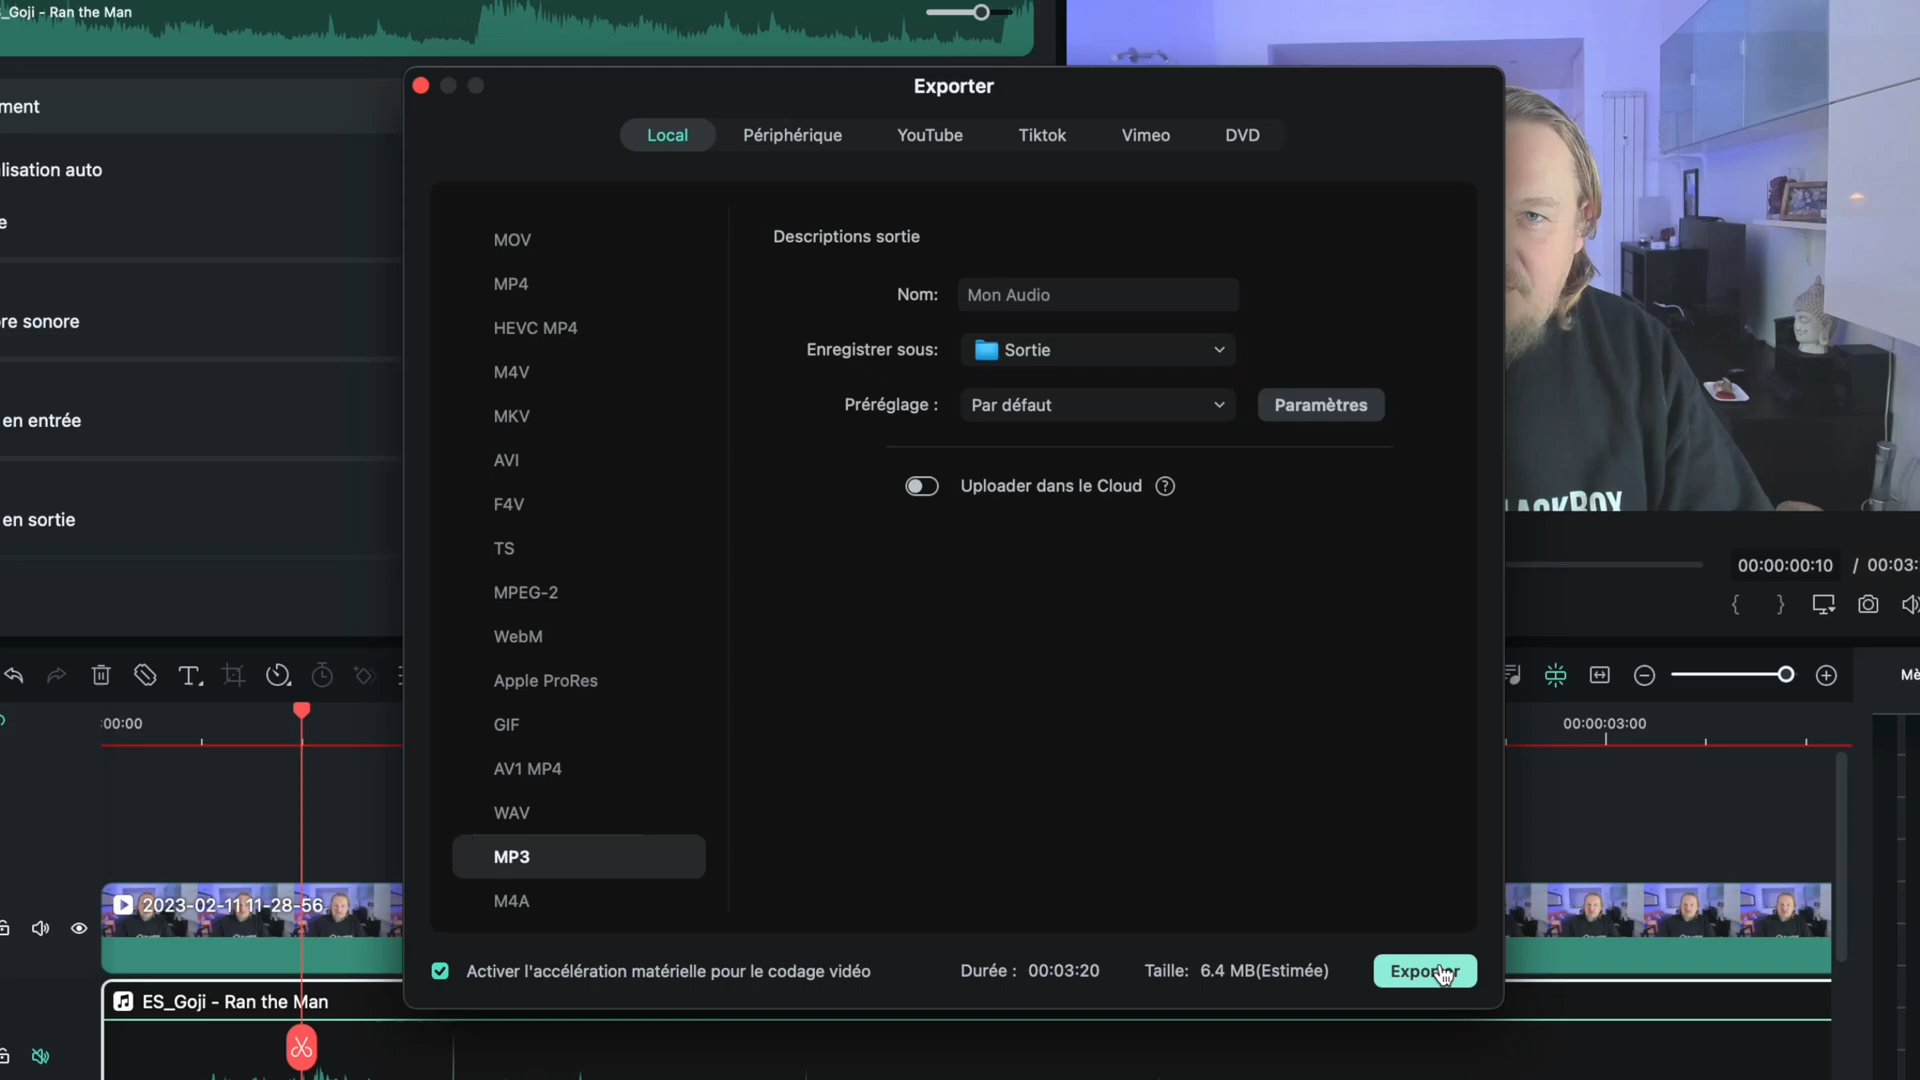 _Goji - Ran the Man
Exporter
ment
Local
Périphérique
YouTube
Tiktok
Vimeo
DVD
lisation auto
e
re sonore
en entrée
en sortie
MOV
MP4
HEVC MP4
M4V
MKV
AVI
F4V
TS
MPEG-2
WebM
Apple ProRes
GIF
AV1 MP4
WAV
MP3
M4A
Descriptions sortie
Nom: Mon Audio
Enregistrer sous: Sortie
Préréglage : Par défaut Paramètres
Uploader dans le Cloud ?
00:00:00:10 / 00:03:
Mè
:00:00
00:00:03:00
2023-02-11 11-28-56
Activer l'accélération matérielle pour le codage vidéo
Durée : 00:03:20
Taille: 6.4 MB(Estimée)
Exporter
ES_Goji - Ran the Man